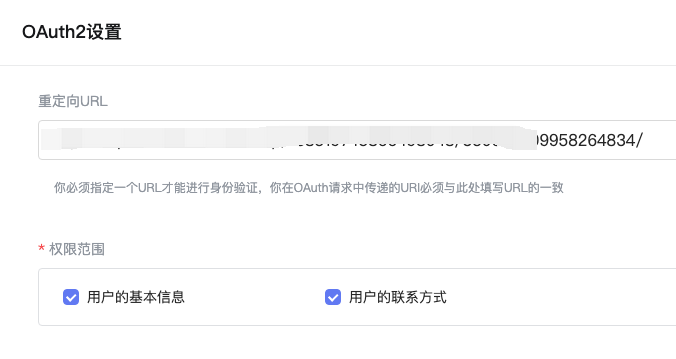 OAuth2设置
重定向URL
09958264834/
你必须指定一个URL才能进行身份验证，你在OAuth请求中传递的URI必须与此处填写URL的一致
* 权限范围
用户的基本信息 用户的联系方式